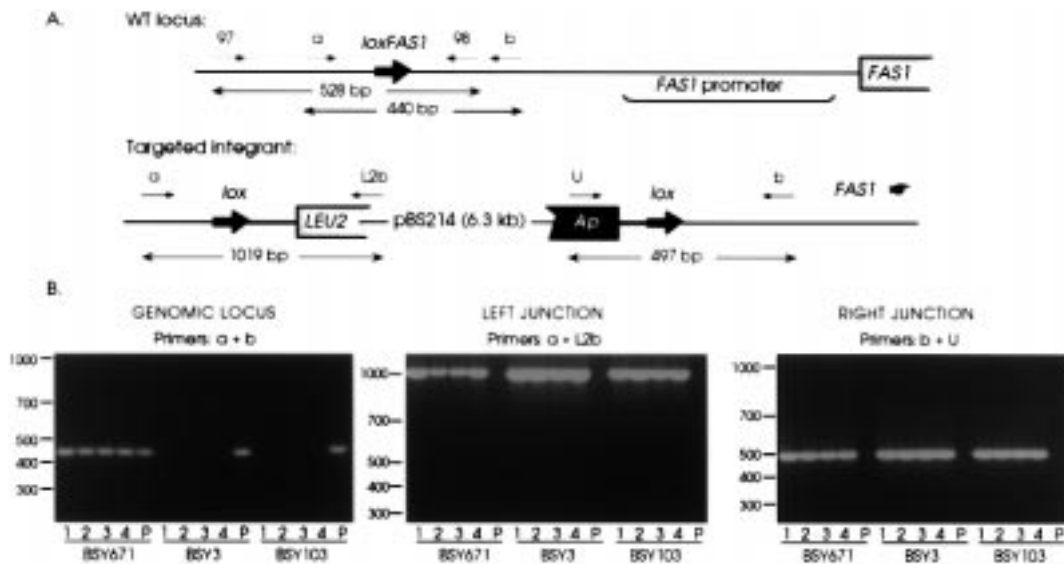 A.
WT locus:
97 a loxFAS1 98 b
FAS1
528 bp
FAS1 promoter
440 bp
Targeted integrant:
a L2b U b
lox lox FAS1
LEU2 pBS214 (6.3 kb) Ap
1019 bp 497 bp
B.
GENOMIC LOCUS LEFT JUNCTION RIGHT JUNCTION
Primers: a + b Primers: a + L2b Primers: b + U
1000 1000 1000
700 700 700
500 500 500
400 400 400
300 300 300
1 2 3 4 P 1 2 3 4 P 1 2 3 4 P 1 2 3 4 P 1 2 3 4 P 1 2 3 4 P 1 2 3 4 P 1 2 3 4 P 1 2 3 4 P
BSY671 BSY3 BSY103 BSY671 BSY3 BSY103 BSY671 BSY3 BSY103